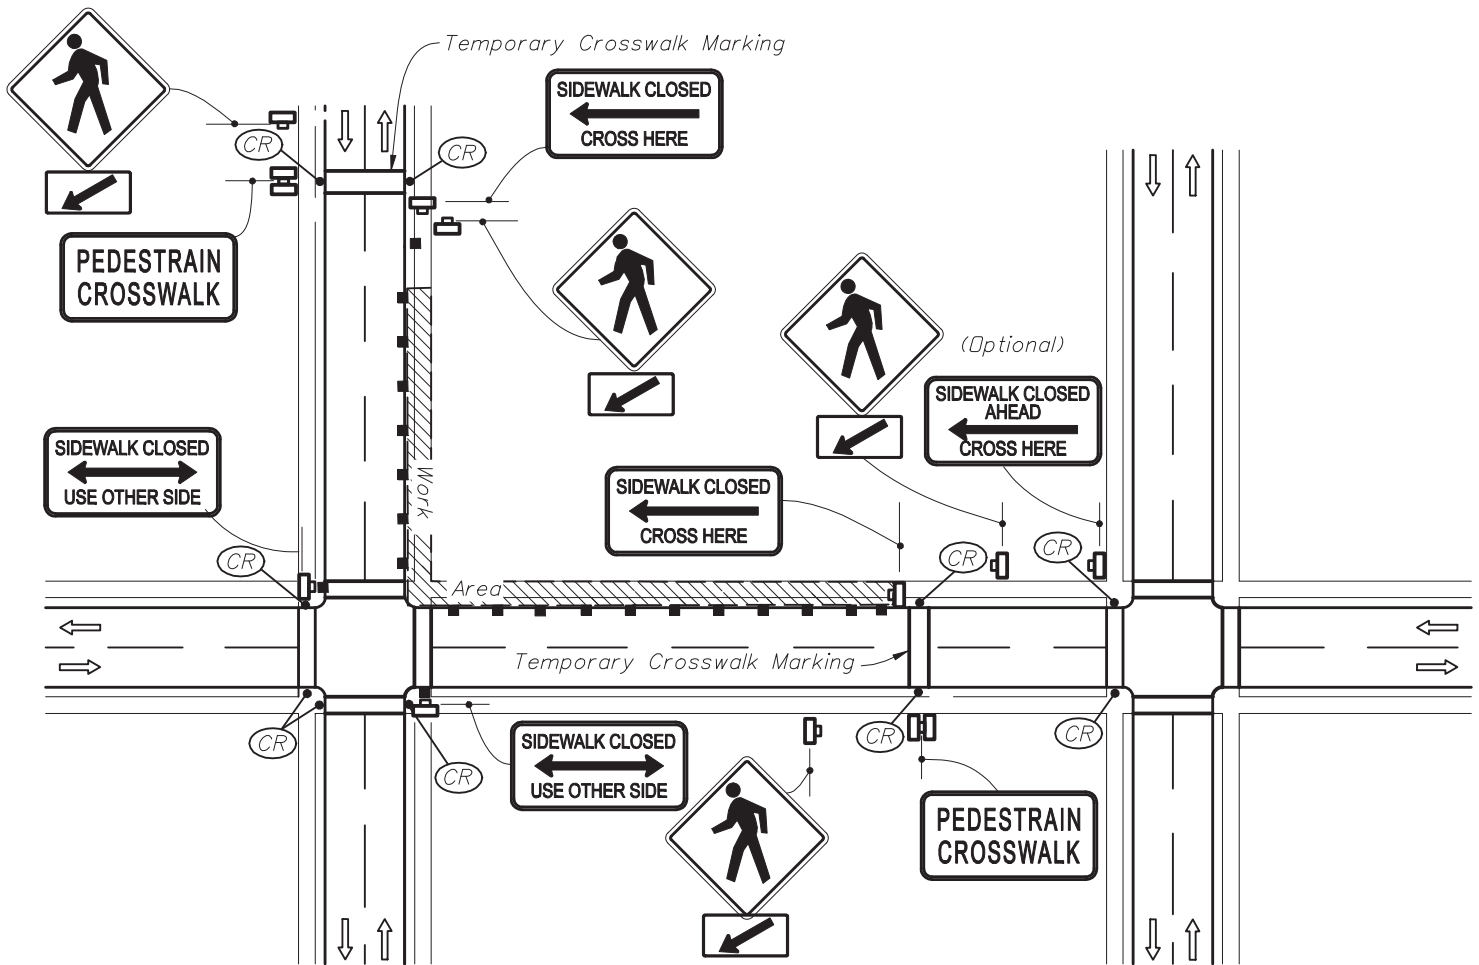 Temporary Crosswalk Marking
SIDEWALK CLOSED
CROSS HERE
CR
CR
PEDESTRAIN
CROSSWALK
(Optional)
SIDEWALK CLOSED
AHEAD
CROSS HERE
SIDEWALK CLOSED
USE OTHER SIDE
SIDEWALK CLOSED
CROSS HERE
Work
CR
CR
CR
Area
Temporary Crosswalk Marking
CR
CR
CR
CR
SIDEWALK CLOSED
USE OTHER SIDE
PEDESTRAIN
CROSSWALK